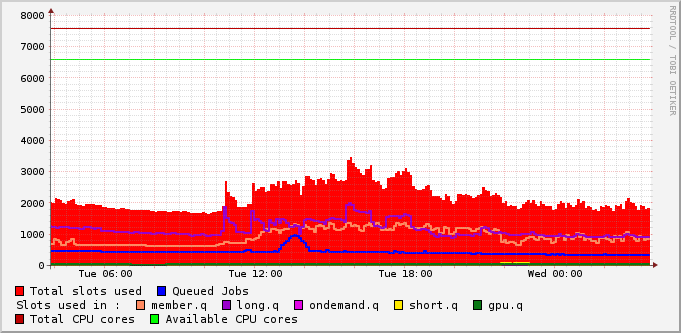 8000
7000
6000
5000
4000
3000
2000
1000
0
Tue 06:00 Tue 12:00 Tue 18:00 Wed 00:00
RRDTOOL / TOBI OETIKER
Total slots used Queued Jobs
Slots used in : member.q long.q ondemand.q short.q gpu.q
Total CPU cores Available CPU cores